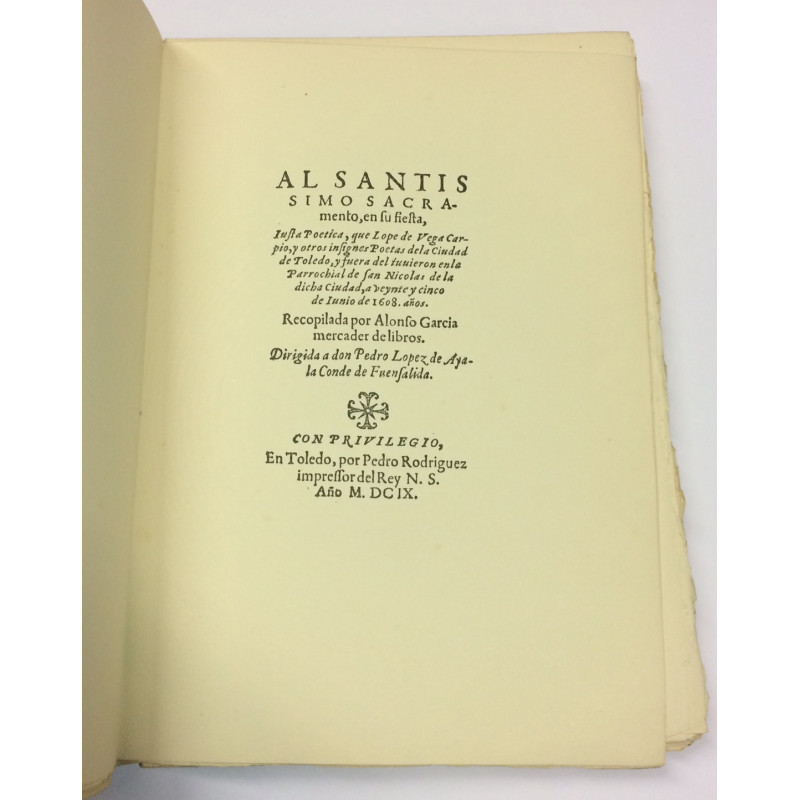 AL SANTIS
SIMO SACRA-
mento, en su fiesta,
Iusta Poetica, que Lope de Vega Car-
pio, y otros insignes Poetas de la Ciudad
de Toledo, y fuera del tuuieron en la
Parrochial de san Nicolas de la
dicha Ciudad, a veynte y cinco
de Iunio de 1608. años.
Recopilada por Alonso Garcia
mercader de libros.
Dirigida a don Pedro Lopez de Aya-
la Conde de Fuensalida.
CON PRIVILEGIO,
En Toledo, por Pedro Rodriguez
impressor del Rey N. S.
Año M. DCIX.